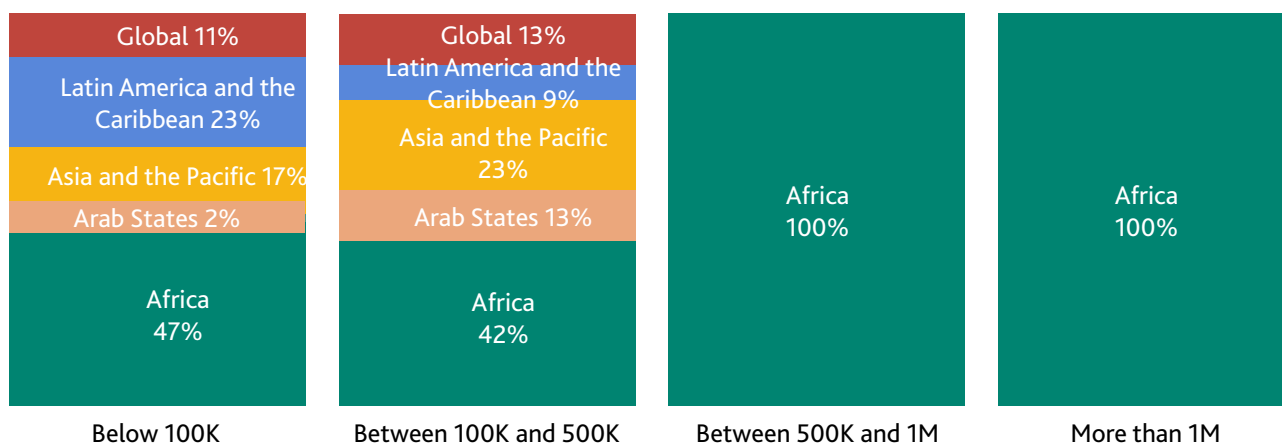 Global 11%
Latin America and the
Caribbean 23%
Asia and the Pacific 17%
Arab States 2%
Africa
47%
Below 100K
Global 13%
Latin America and the
Caribbean 9%
Asia and the Pacific
23%
Arab States 13%
Africa
42%
Between 100K and 500K
Africa
100%
Between 500K and 1M
Africa
100%
More than 1M